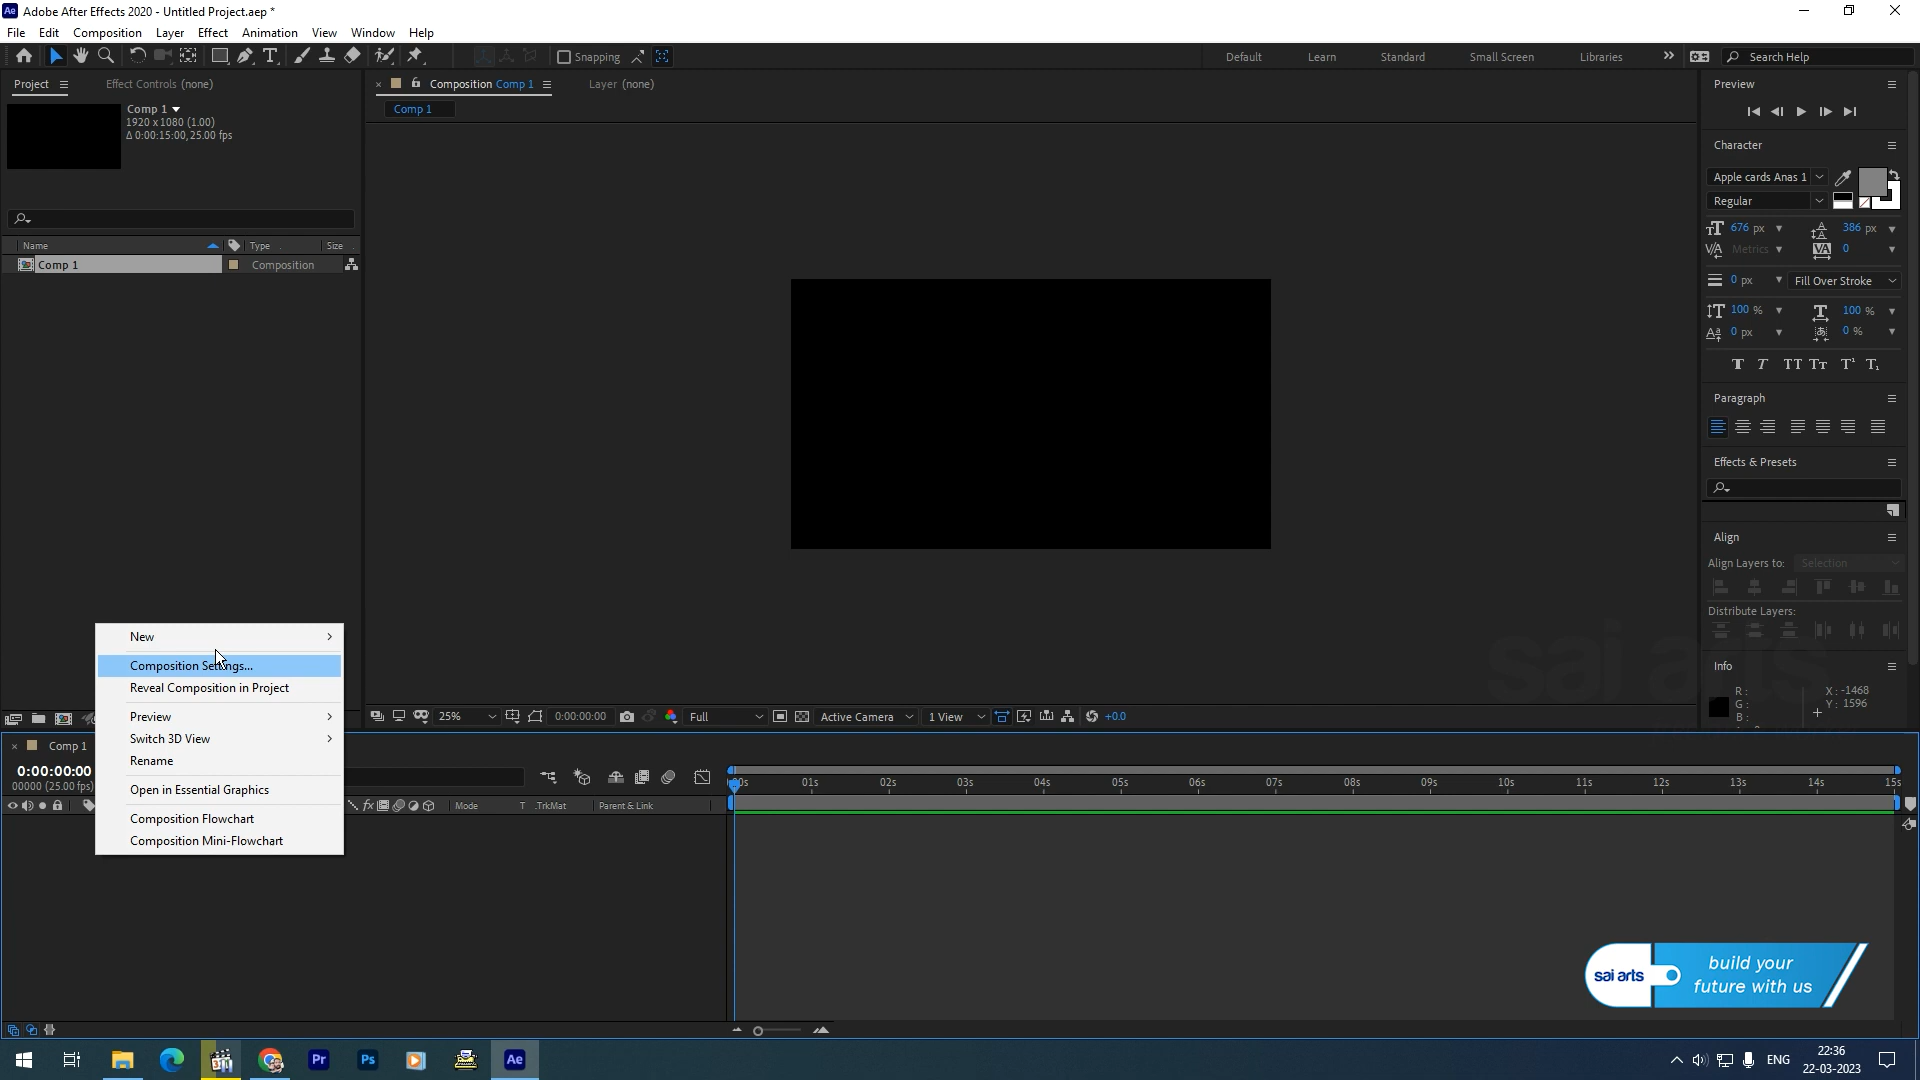 Adobe After Effects 2020 - Untitled Project.aep *
File Edit Composition Layer Effect Animation View Window Help
Snapping Default Learn Standard Small Screen Libraries Search Help
Project Effect Controls (none)
Comp 1
1920 x 1080 (1.00)
Δ 0:00:15:00, 25.00 fps
Name Type Size
Comp 1 Composition
Composition Comp 1 Layer (none)
Comp 1
Preview
Character
Apple cards Anas 1
Regular
676 px 386 px
Metrics 0
0 px Fill Over Stroke
100 % 100 %
0 px 0 %
Paragraph
Effects & Presets
Align
Align Layers to: Selection
Distribute Layers:
Info
R:
G:
B:
X: -1468
Y: 1596
sai arts
25% 0:00:00:00 Full Active Camera 1 View +0.0
New
Composition Settings...
Reveal Composition in Project
Preview
Switch 3D View
Rename
Open in Essential Graphics
Composition Flowchart
Composition Mini-Flowchart
Comp 1
0:00:00:00
00000 (25.00 fps)
Mode T .TrkMat Parent & Link
01s 02s 03s 04s 05s 06s 07s 08s 09s 10s 11s 12s 13s 14s 15s
sai arts
build your
future with us
Pr Ps Ae
ENG
22:36
22-03-2023